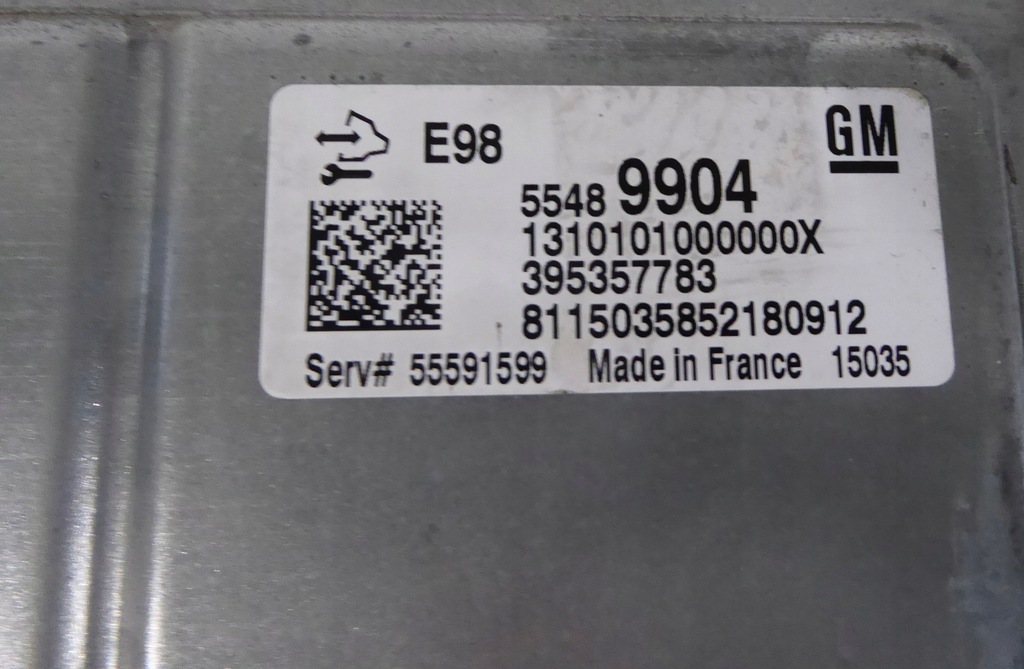 E98
GM
5548 9904
1310101000000X
395357783
8115035852180912
Serv# 55591599 Made in France 15035